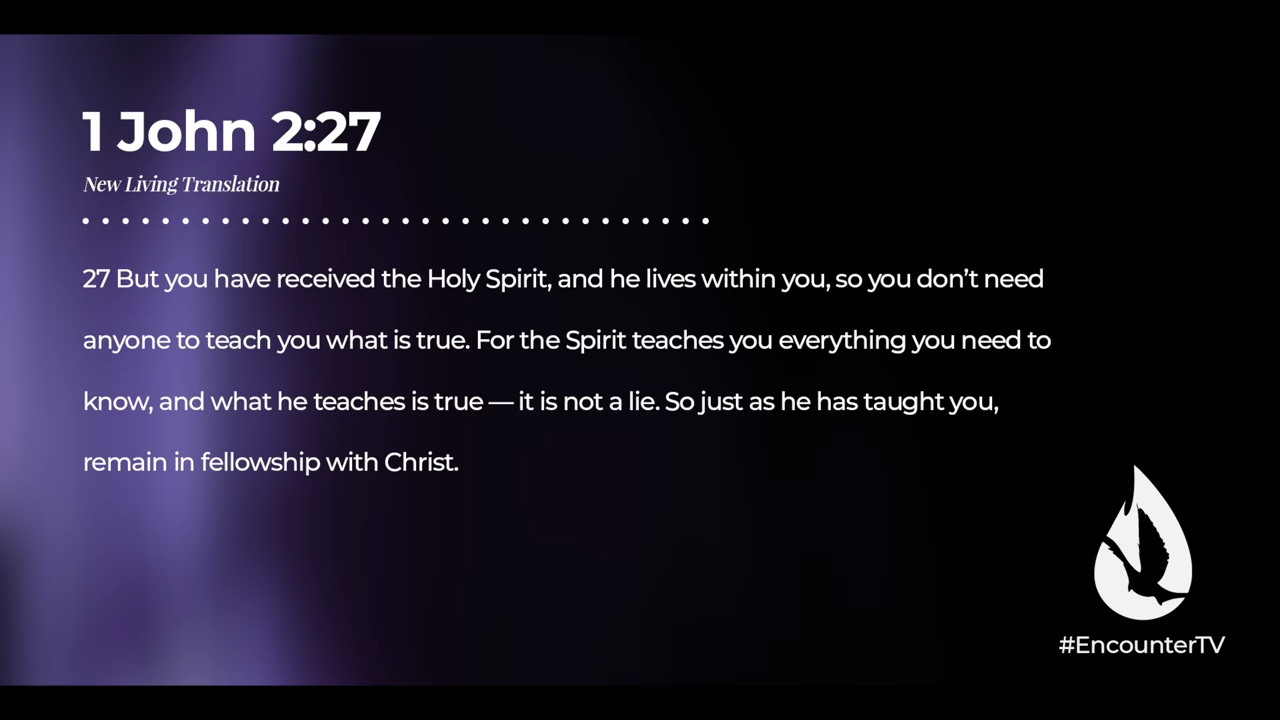 1 John 2:27
New Living Translation
27 But you have received the Holy Spirit, and he lives within you, so you don’t need
anyone to teach you what is true. For the Spirit teaches you everything you need to
know, and what he teaches is true — it is not a lie. So just as he has taught you,
remain in fellowship with Christ.
#EncounterTV